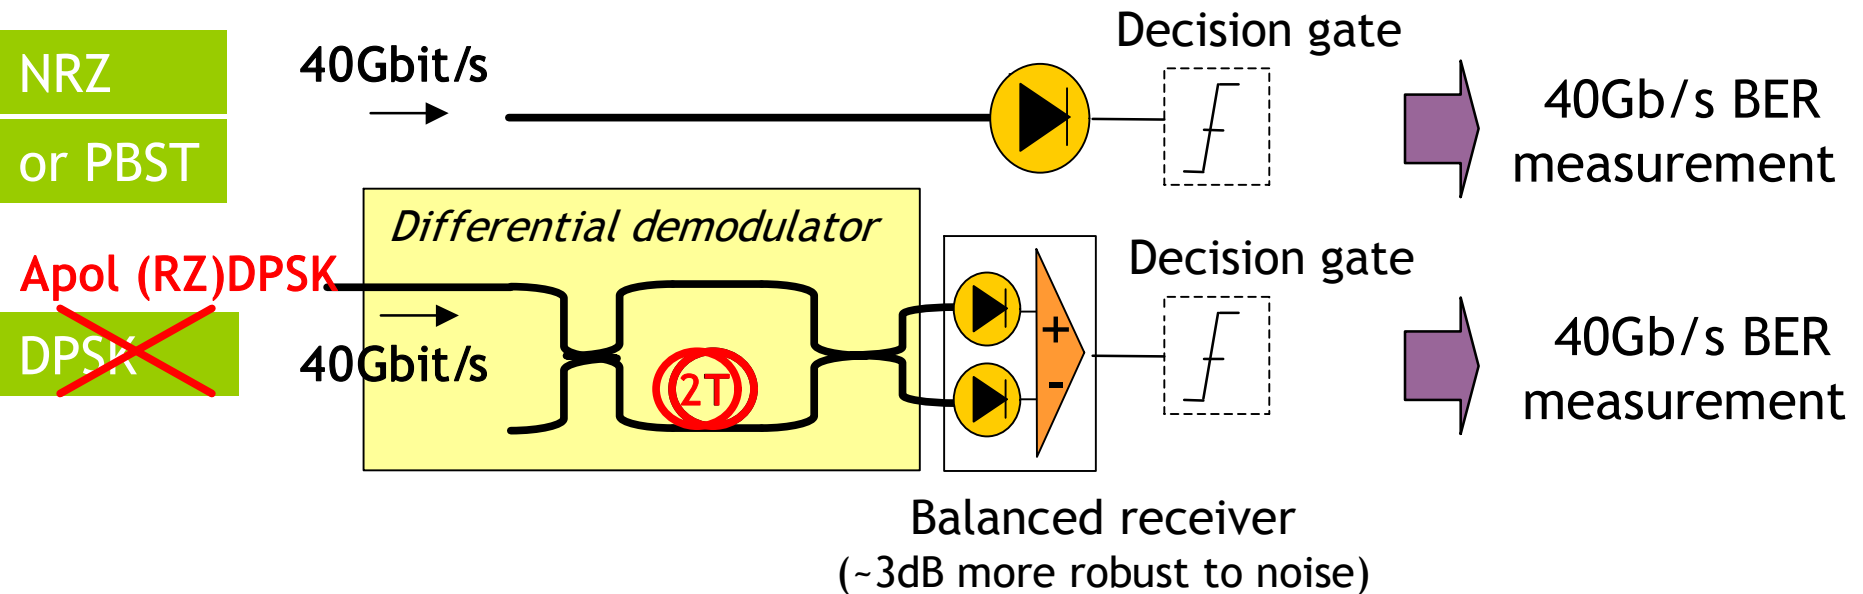 Decision gate
NRZ
40Gbit/s
40Gb/s BER
measurement
or PBST
Differential demodulator
Apol (RZ)DPSK
Decision gate
DPSK
40Gbit/s
2T
+
-
40Gb/s BER
measurement
Balanced receiver
(~3dB more robust to noise)